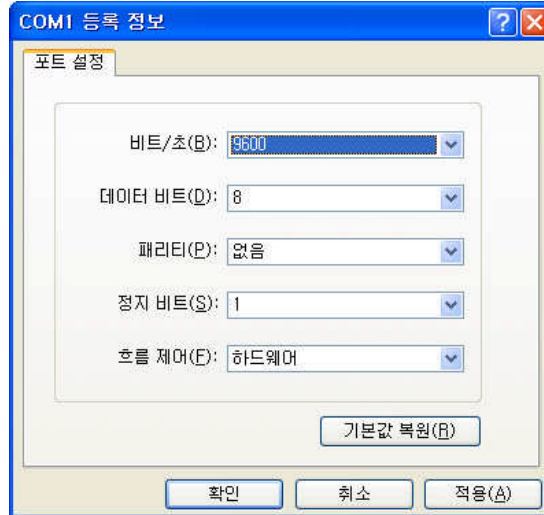 COM1 등록 정보
포트 설정
비트/초(B): 9600
데이터 비트(D): 8
패리티(P): 없음
정지 비트(S): 1
흐름 제어(F): 하드웨어
기본값 복원(R)
확인 취소 적용(A)